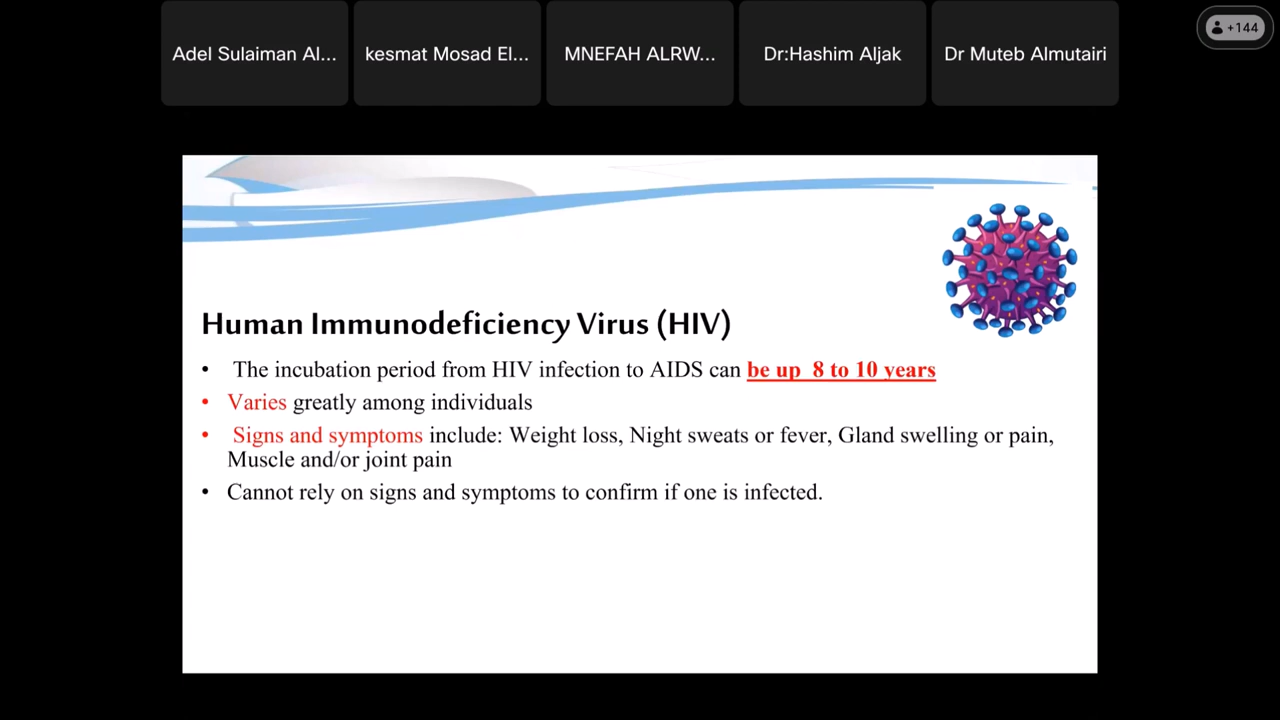 Adel Sulaiman Al...
kesmat Mosad El...
MNEFAH ALRW...
Dr:Hashim Aljak
Dr Muteb Almutairi
+144
Human Immunodeficiency Virus (HIV)
• The incubation period from HIV infection to AIDS can be up 8 to 10 years
• Varies greatly among individuals
• Signs and symptoms include: Weight loss, Night sweats or fever, Gland swelling or pain,
Muscle and/or joint pain
• Cannot rely on signs and symptoms to confirm if one is infected.